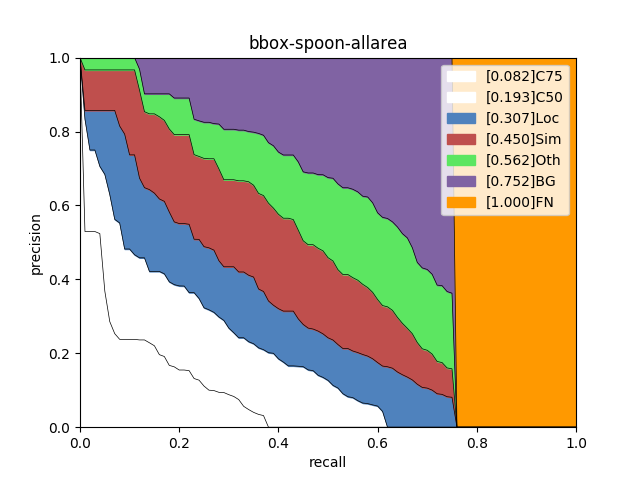 bbox-spoon-allarea
1.0
0.8
0.6
0.4
0.2
0.0
precision
[0.082]C75
[0.193]C50
[0.307]Loc
[0.450]Sim
[0.562]Oth
[0.752]BG
[1.000]FN
0.0 0.2 0.4 0.6 0.8 1.0
recall